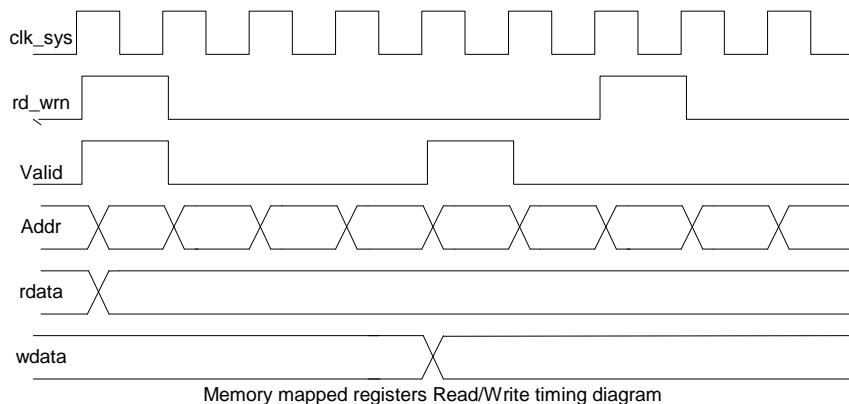 clk_sys
rd_wrn
Valid
Addr
rdata
wdata
Memory mapped registers Read/Write timing diagram